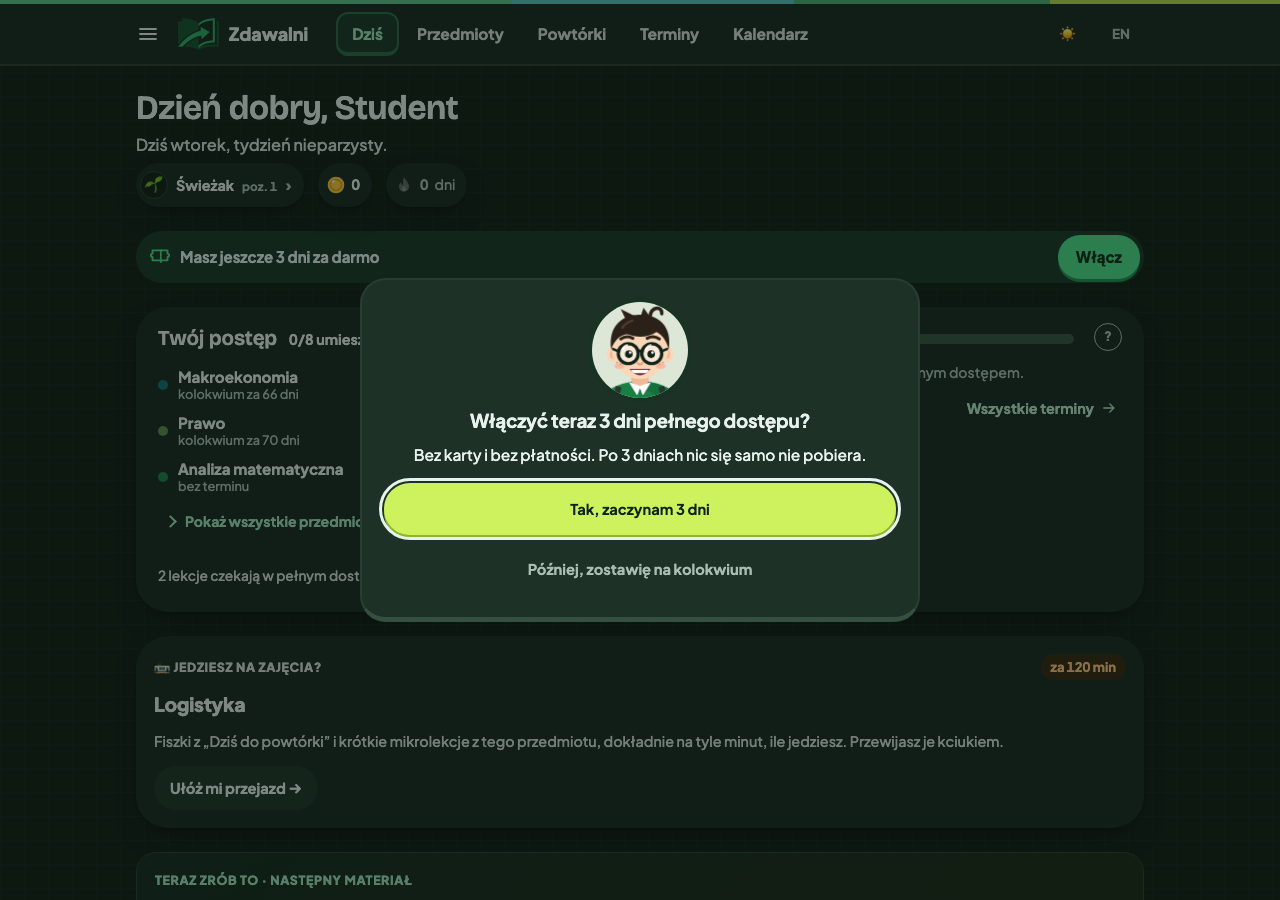 Zdawalni
Dziś
Przedmioty
Powtórki
Terminy
Kalendarz
EN
Dzień dobry, Student
Dziś wtorek, tydzień nieparzysty.
Świeżak poz. 1 ›
0
0 dni
Masz jeszcze 3 dni za darmo
Włącz
Twój postęp 0/8
?
Makroekonomia
kolokwium za 66 dni
dostępem.
Prawo
kolokwium za 70 dni
Wszystkie terminy →
Analiza matematyczna
bez terminu
Pokaż wszystkie
2 lekcje czekają w pełnym
Włączyć teraz 3 dni pełnego dostępu?
Bez karty i bez płatności. Po 3 dniach nic się samo nie pobiera.
Tak, zaczynam 3 dni
Później, zostawię na kolokwium
JEDZIESZ NA ZAJĘCIA?
za 120 min
Logistyka
Fiszki z „Dziś do powtórki” i krótkie mikrolekcje z tego przedmiotu, dokładnie na tyle minut, ile jedziesz. Przewijasz je kciukiem.
Ułóż mi przejazd →
TERAZ ZRÓB TO · NASTĘPNY MATERIAŁ